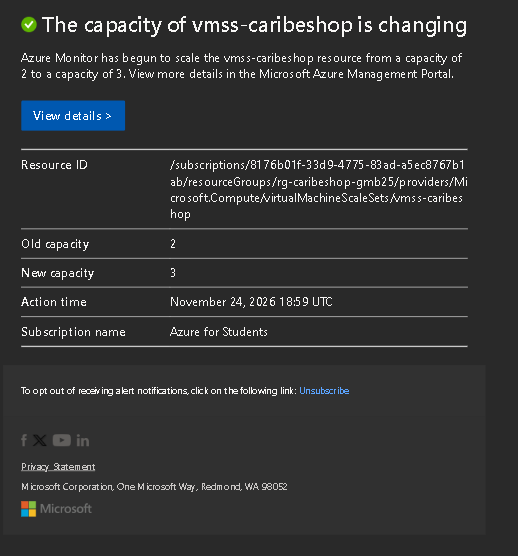 The capacity of vmss-caribeshop is changing
Azure Monitor has begun to scale the vmss-caribeshop resource from a capacity of
2 to a capacity of 3. View more details in the Microsoft Azure Management Portal.
View details >
Resource ID
/subscriptions/8176b01f-33d9-4775-83ad-a5ec8767b1
ab/resourceGroups/rg-caribeshop-gmb25/providers/Mi
crosoft.Compute/virtualMachineScaleSets/vmss-caribes
hop
Old capacity 2
New capacity 3
Action time November 24, 2026 18:59 UTC
Subscription name Azure for Students
To opt out of receiving alert notifications, click on the following link: Unsubscribe
Privacy Statement
Microsoft Corporation, One Microsoft Way, Redmond, WA 98052
Microsoft